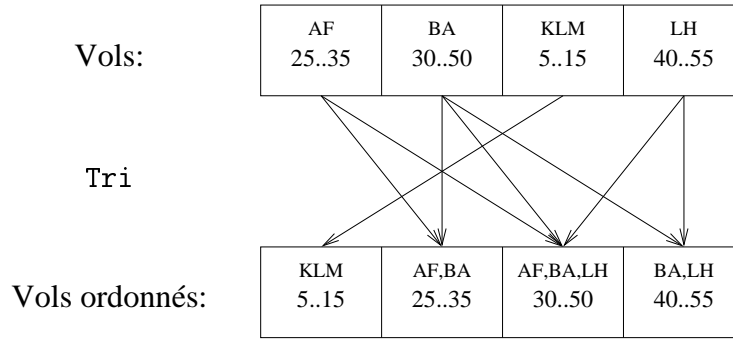 Vols:
AF BA KLM LH
25..35 30..50 5..15 40..55
Tri
Vols ordonnés:
KLM AF,BA AF,BA,LH BA,LH
5..15 25..35 30..50 40..55